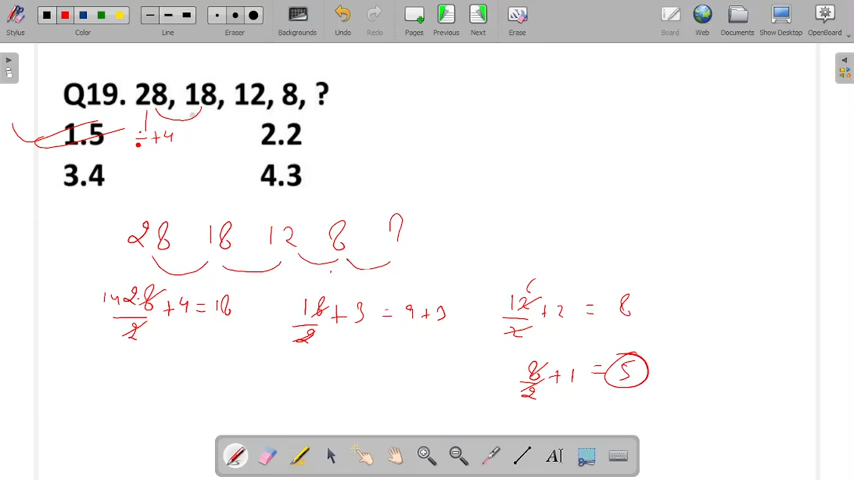 Stylus Color Line Eraser Backgrounds Undo Redo Pages Previous Next Erase Board Web Documents Show Desktop OpenBoard
Q19. 28, 18, 12, 8, ?
1.5 2.2
÷ +4
3.4 4.3
28 18 12 8 ?
14 28/2 +4 = 18 18/2 + 3 = 9+3 12/2 6 +2 = 8
8/2 + 1 = 5